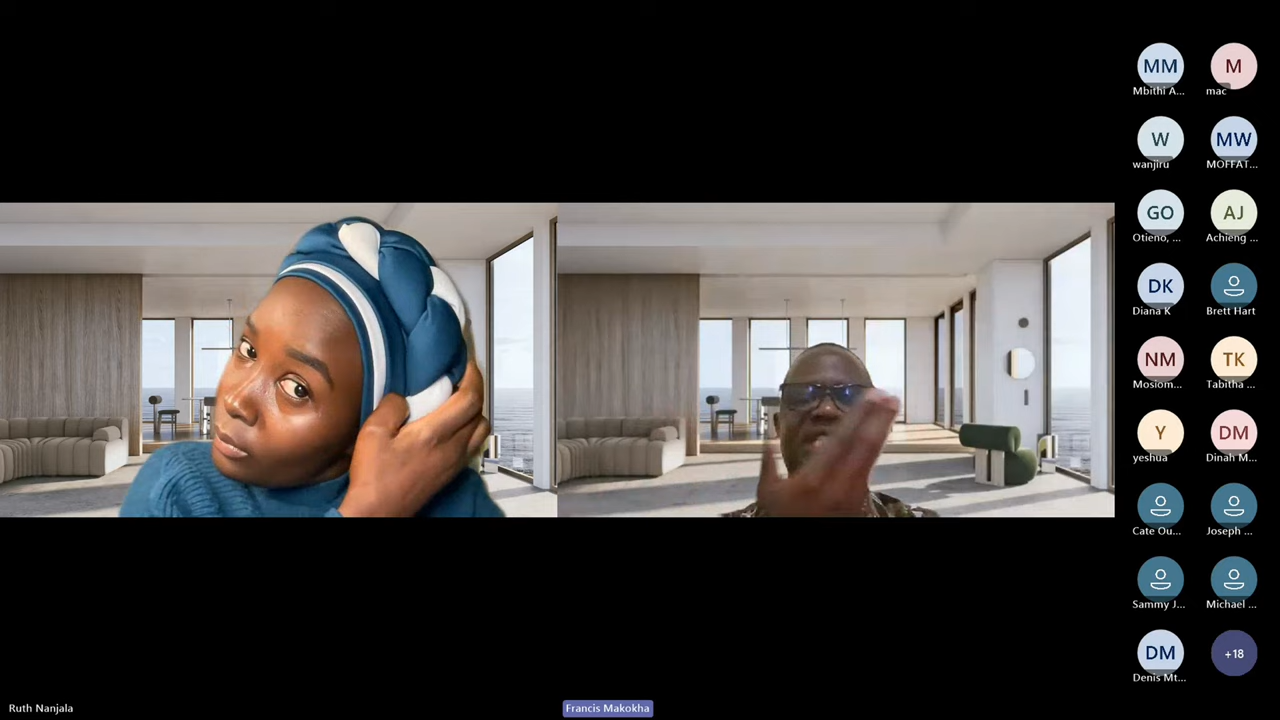 MM
M
Mbithi A...
mac
W
MW
wanjiru
MOFFAT...
GO
AJ
Otieno, ...
Achieng ...
DK
Diana K
Brett Hart
NM
TK
Mosiom...
Tabitha ...
Y
DM
yeshua
Dinah M...
Cate Ou...
Joseph ...
Sammy J...
Michael ...
DM
+18
Denis Mt...
Ruth Nanjala
Francis Makokha